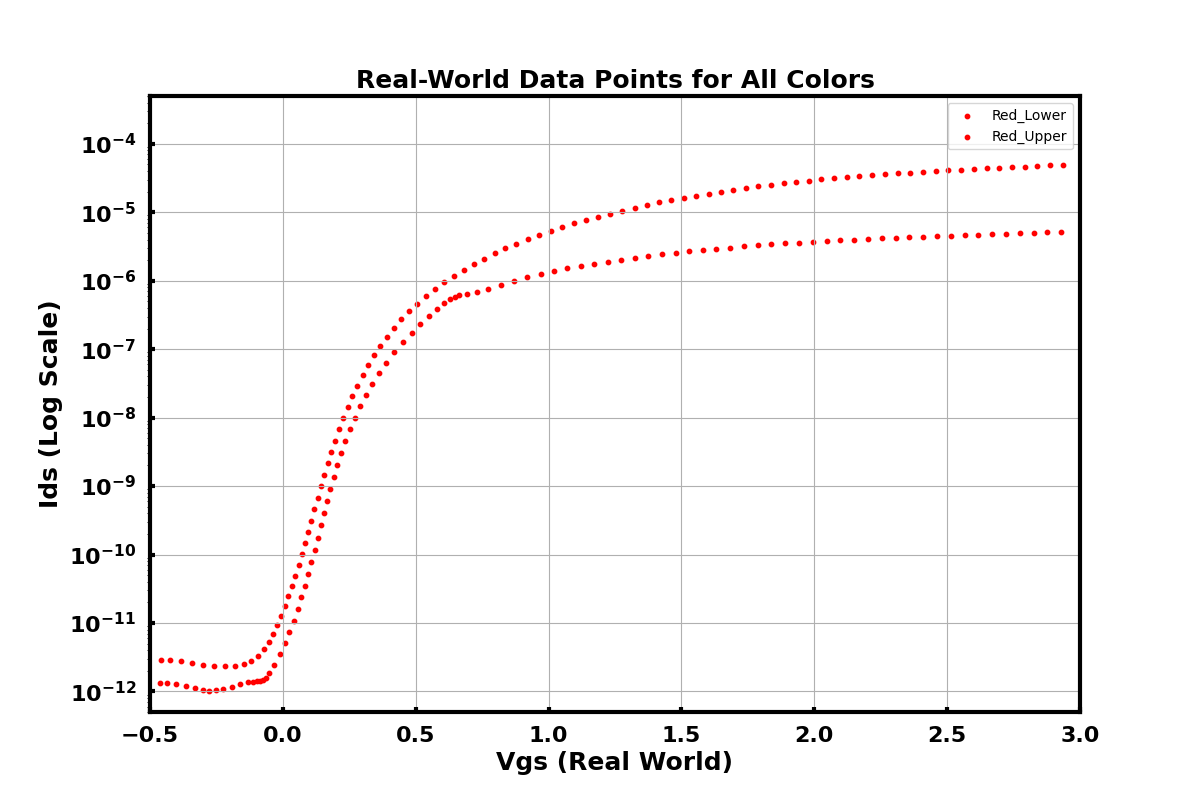 Real-World Data Points for All Colors
Red_Lower
Red_Upper
10⁻⁴
10⁻⁵
10⁻⁶
10⁻⁷
10⁻⁸
10⁻⁹
10⁻¹⁰
10⁻¹¹
10⁻¹²
Ids (Log Scale)
−0.5 0.0 0.5 1.0 1.5 2.0 2.5 3.0
Vgs (Real World)